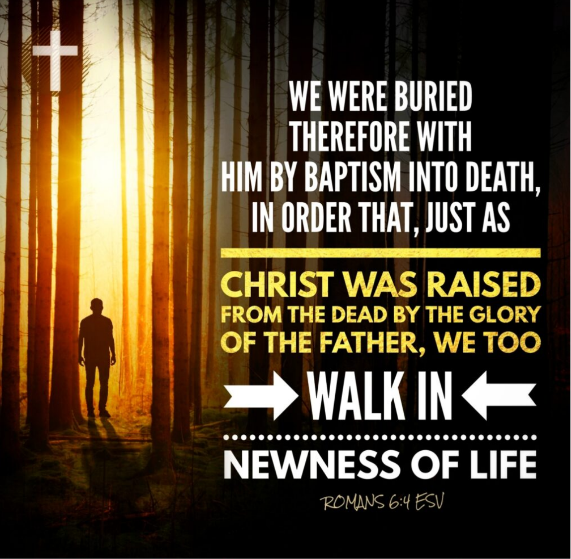 WE WERE BURIED
THEREFORE WITH
HIM BY BAPTISM INTO DEATH,
IN ORDER THAT, JUST AS
CHRIST WAS RAISED
FROM THE DEAD BY THE GLORY
OF THE FATHER, WE TOO
WALK IN
NEWNESS OF LIFE
ROMANS 6:4 ESV